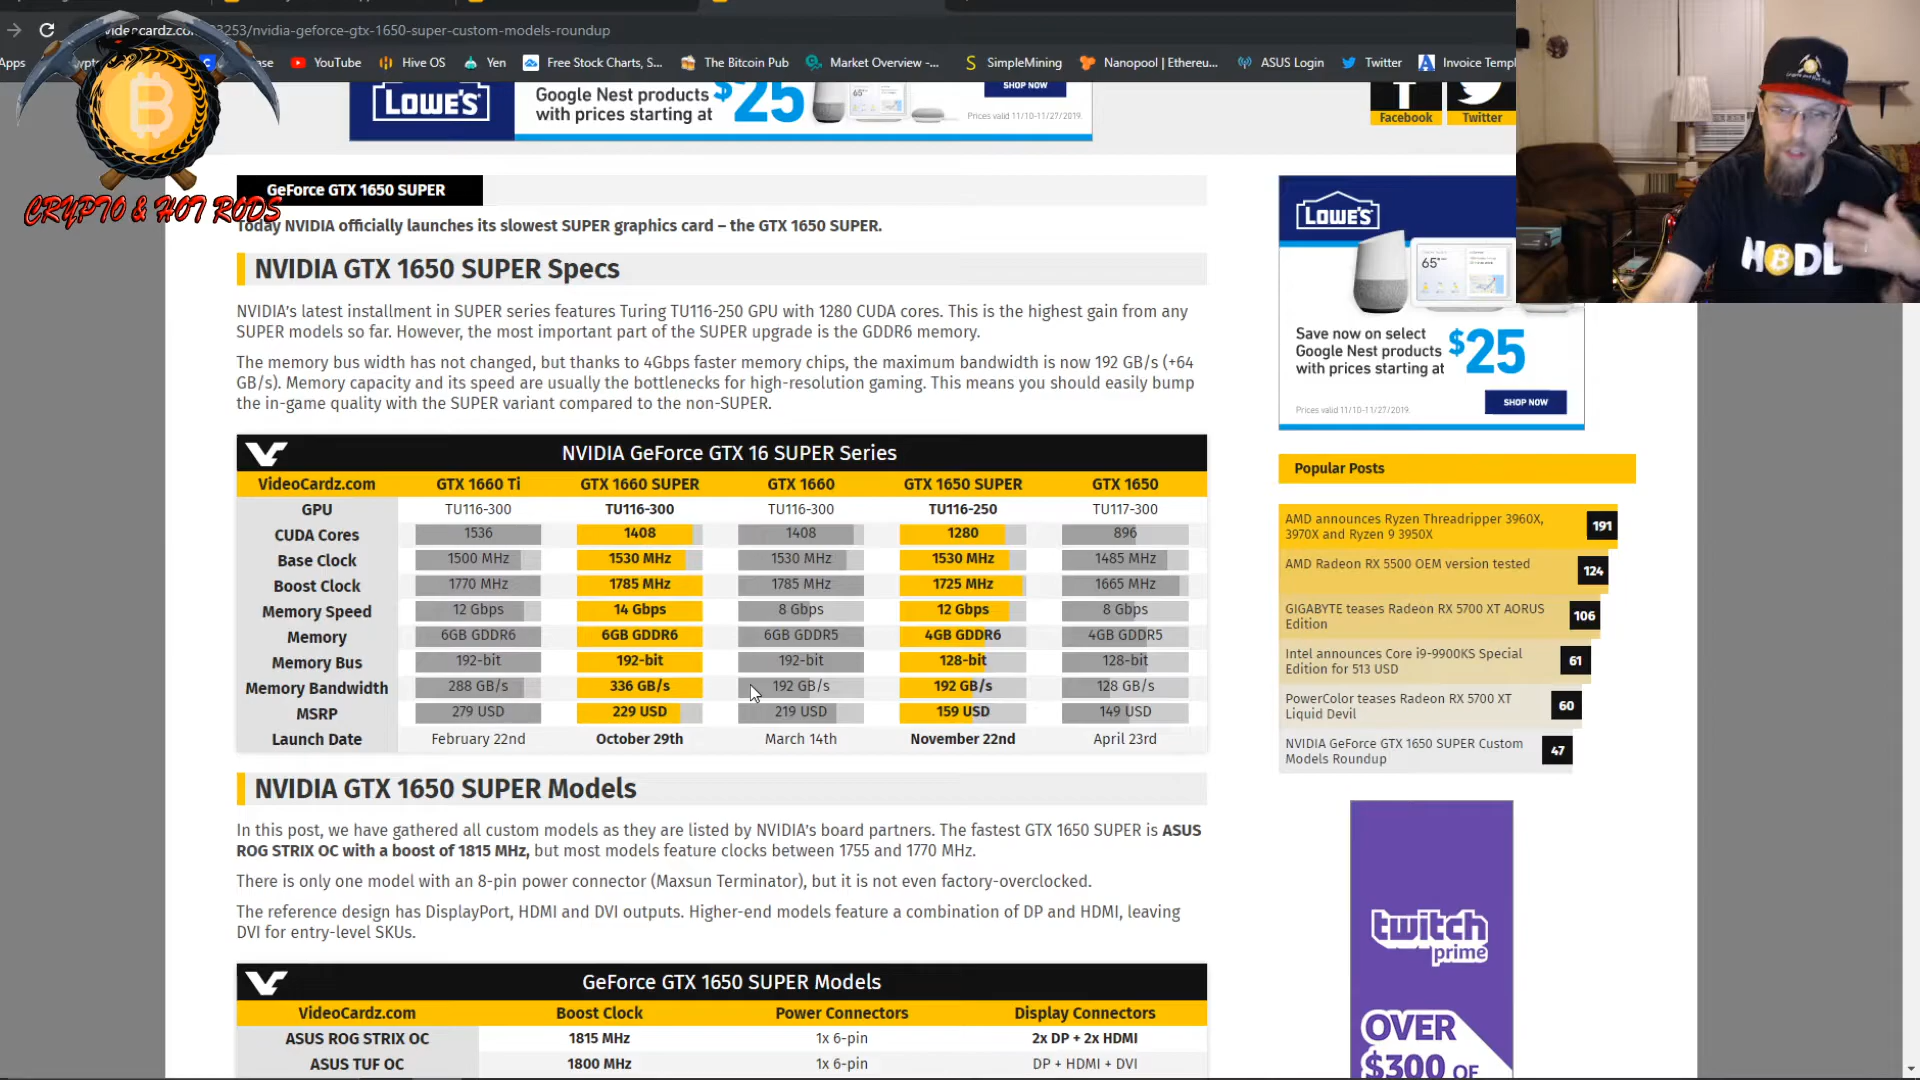 videocardz.co
3253/nvidia-geforce-gtx-1650-super-custom-models-roundup
Apps
YouTube
Hive OS
Yen
Free Stock Charts, S...
The Bitcoin Pub
Market Overview -...
SimpleMining
Nanopool | Ethereu...
ASUS Login
Twitter
Invoice Templ
CRYPTO & HOT RODS
LOWE'S
Google Nest products
with prices starting at
$25
SHOP NOW
Prices valid 11/10-11/27/2019.
Facebook
Twitter
HODL
GeForce GTX 1650 SUPER
Today NVIDIA officially launches its slowest SUPER graphics card – the GTX 1650 SUPER.
NVIDIA GTX 1650 SUPER Specs
NVIDIA's latest installment in SUPER series features Turing TU116-250 GPU with 1280 CUDA cores. This is the highest gain from any
SUPER models so far. However, the most important part of the SUPER upgrade is the GDDR6 memory.
The memory bus width has not changed, but thanks to 4Gbps faster memory chips, the maximum bandwidth is now 192 GB/s (+64
GB/s). Memory capacity and its speed are usually the bottlenecks for high-resolution gaming. This means you should easily bump
the in-game quality with the SUPER variant compared to the non-SUPER.
NVIDIA GeForce GTX 16 SUPER Series
VideoCardz.com GTX 1660 Ti GTX 1660 SUPER GTX 1660 GTX 1650 SUPER GTX 1650
GPU TU116-300 TU116-300 TU116-300 TU116-250 TU117-300
CUDA Cores 1536 1408 1408 1280 896
Base Clock 1500 MHz 1530 MHz 1530 MHz 1530 MHz 1485 MHz
Boost Clock 1770 MHz 1785 MHz 1785 MHz 1725 MHz 1665 MHz
Memory Speed 12 Gbps 14 Gbps 8 Gbps 12 Gbps 8 Gbps
Memory 6GB GDDR6 6GB GDDR6 6GB GDDR5 4GB GDDR6 4GB GDDR5
Memory Bus 192-bit 192-bit 192-bit 128-bit 128-bit
Memory Bandwidth 288 GB/s 336 GB/s 192 GB/s 192 GB/s 128 GB/s
MSRP 279 USD 229 USD 219 USD 159 USD 149 USD
Launch Date February 22nd October 29th March 14th November 22nd April 23rd
NVIDIA GTX 1650 SUPER Models
In this post, we have gathered all custom models as they are listed by NVIDIA's board partners. The fastest GTX 1650 SUPER is ASUS
ROG STRIX OC with a boost of 1815 MHz, but most models feature clocks between 1755 and 1770 MHz.
There is only one model with an 8-pin power connector (Maxsun Terminator), but it is not even factory-overclocked.
The reference design has DisplayPort, HDMI and DVI outputs. Higher-end models feature a combination of DP and HDMI, leaving
DVI for entry-level SKUs.
GeForce GTX 1650 SUPER Models
VideoCardz.com Boost Clock Power Connectors Display Connectors
ASUS ROG STRIX OC 1815 MHz 1x 6-pin 2x DP + 2x HDMI
ASUS TUF OC 1800 MHz 1x 6-pin DP + HDMI + DVI
LOWE'S
65°
Save now on select
Google Nest products
with prices starting at
$25
SHOP NOW
Prices valid 11/10-11/27/2019.
Popular Posts
AMD announces Ryzen Threadripper 3960X,
3970X and Ryzen 9 3950X
191
AMD Radeon RX 5500 OEM version tested
124
GIGABYTE teases Radeon RX 5700 XT AORUS
Edition
106
Intel announces Core i9-9900KS Special
Edition for 513 USD
61
PowerColor teases Radeon RX 5700 XT
Liquid Devil
60
NVIDIA GeForce GTX 1650 SUPER Custom
Models Roundup
47
twitch
prime
OVER
$300 OF